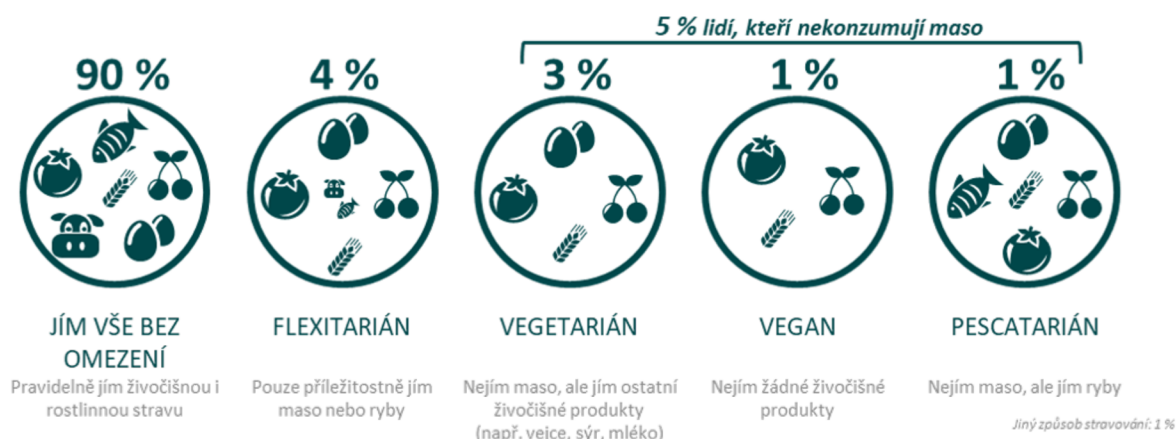 5 % lidí, kteří nekonzumují maso
90 %
4 %
3 %
1 %
1 %
JÍM VŠE BEZ
OMEZENÍ
Pravidelně jím živočišnou i
rostlinnou stravu
FLEXITARIÁN
Pouze příležitostně jím
maso nebo ryby
VEGETARIÁN
Nejím maso, ale jím ostatní
živočišné produkty
(např. vejce, sýr, mléko)
VEGAN
Nejím žádné živočišné
produkty
PESCATARIÁN
Nejím maso, ale jím ryby
Jiný způsob stravování: 1 %